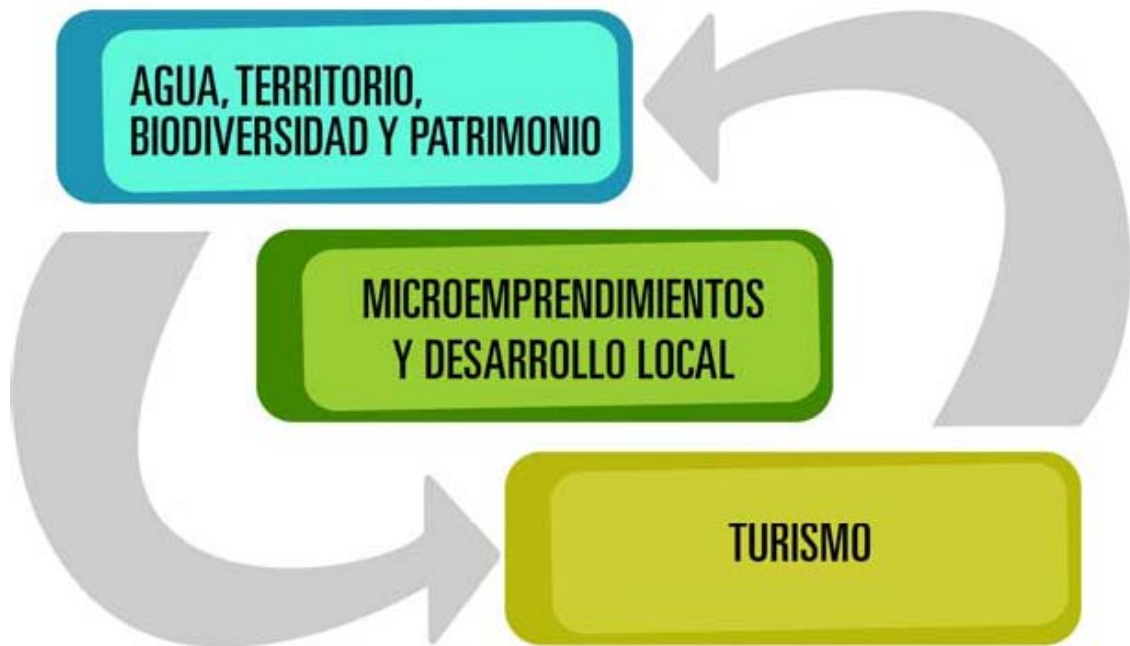 AGUA, TERRITORIO,
BIODIVERSIDAD Y PATRIMONIO
MICROEMPRENDIMIENTOS
Y DESARROLLO LOCAL
TURISMO